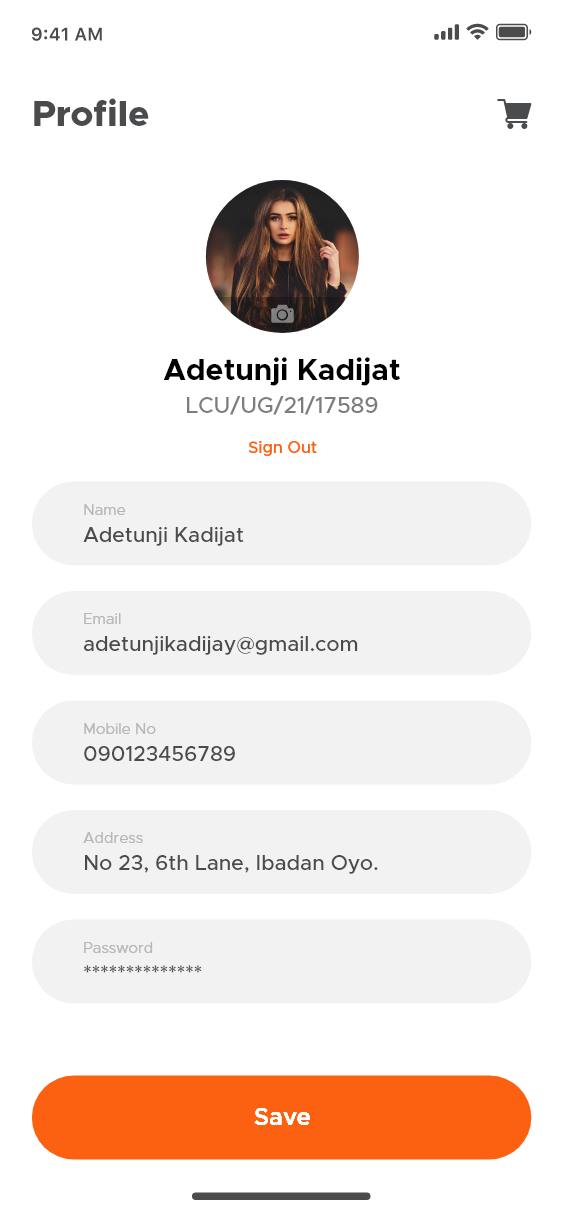 9:41 AM
Profile
Adetunji Kadijat
LCU/UG/21/17589
Sign Out
Name
Adetunji Kadijat
Email
adetunjikadijay@gmail.com
Mobile No
090123456789
Address
No 23, 6th Lane, Ibadan Oyo.
Password
**************
Save